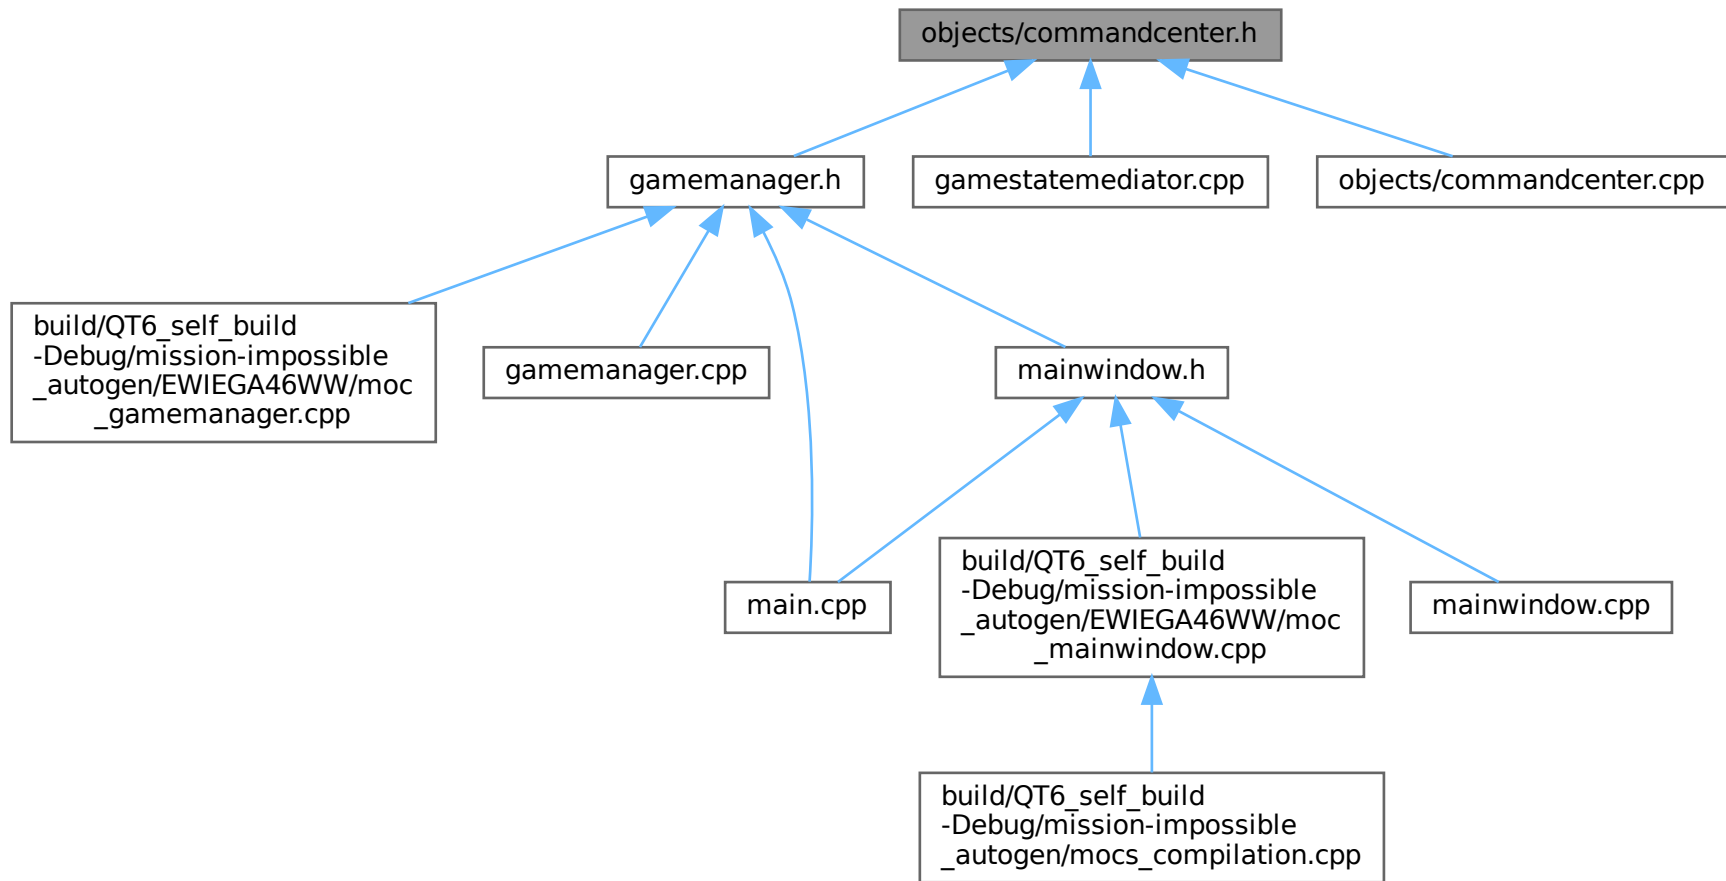 objects/commandcenter.h
gamemanager.h
gamestatemediator.cpp
objects/commandcenter.cpp
build/QT6_self_build
-Debug/mission-impossible
_autogen/EWIEGA46WW/moc
_gamemanager.cpp
gamemanager.cpp
mainwindow.h
main.cpp
build/QT6_self_build
-Debug/mission-impossible
_autogen/EWIEGA46WW/moc
_mainwindow.cpp
mainwindow.cpp
build/QT6_self_build
-Debug/mission-impossible
_autogen/mocs_compilation.cpp